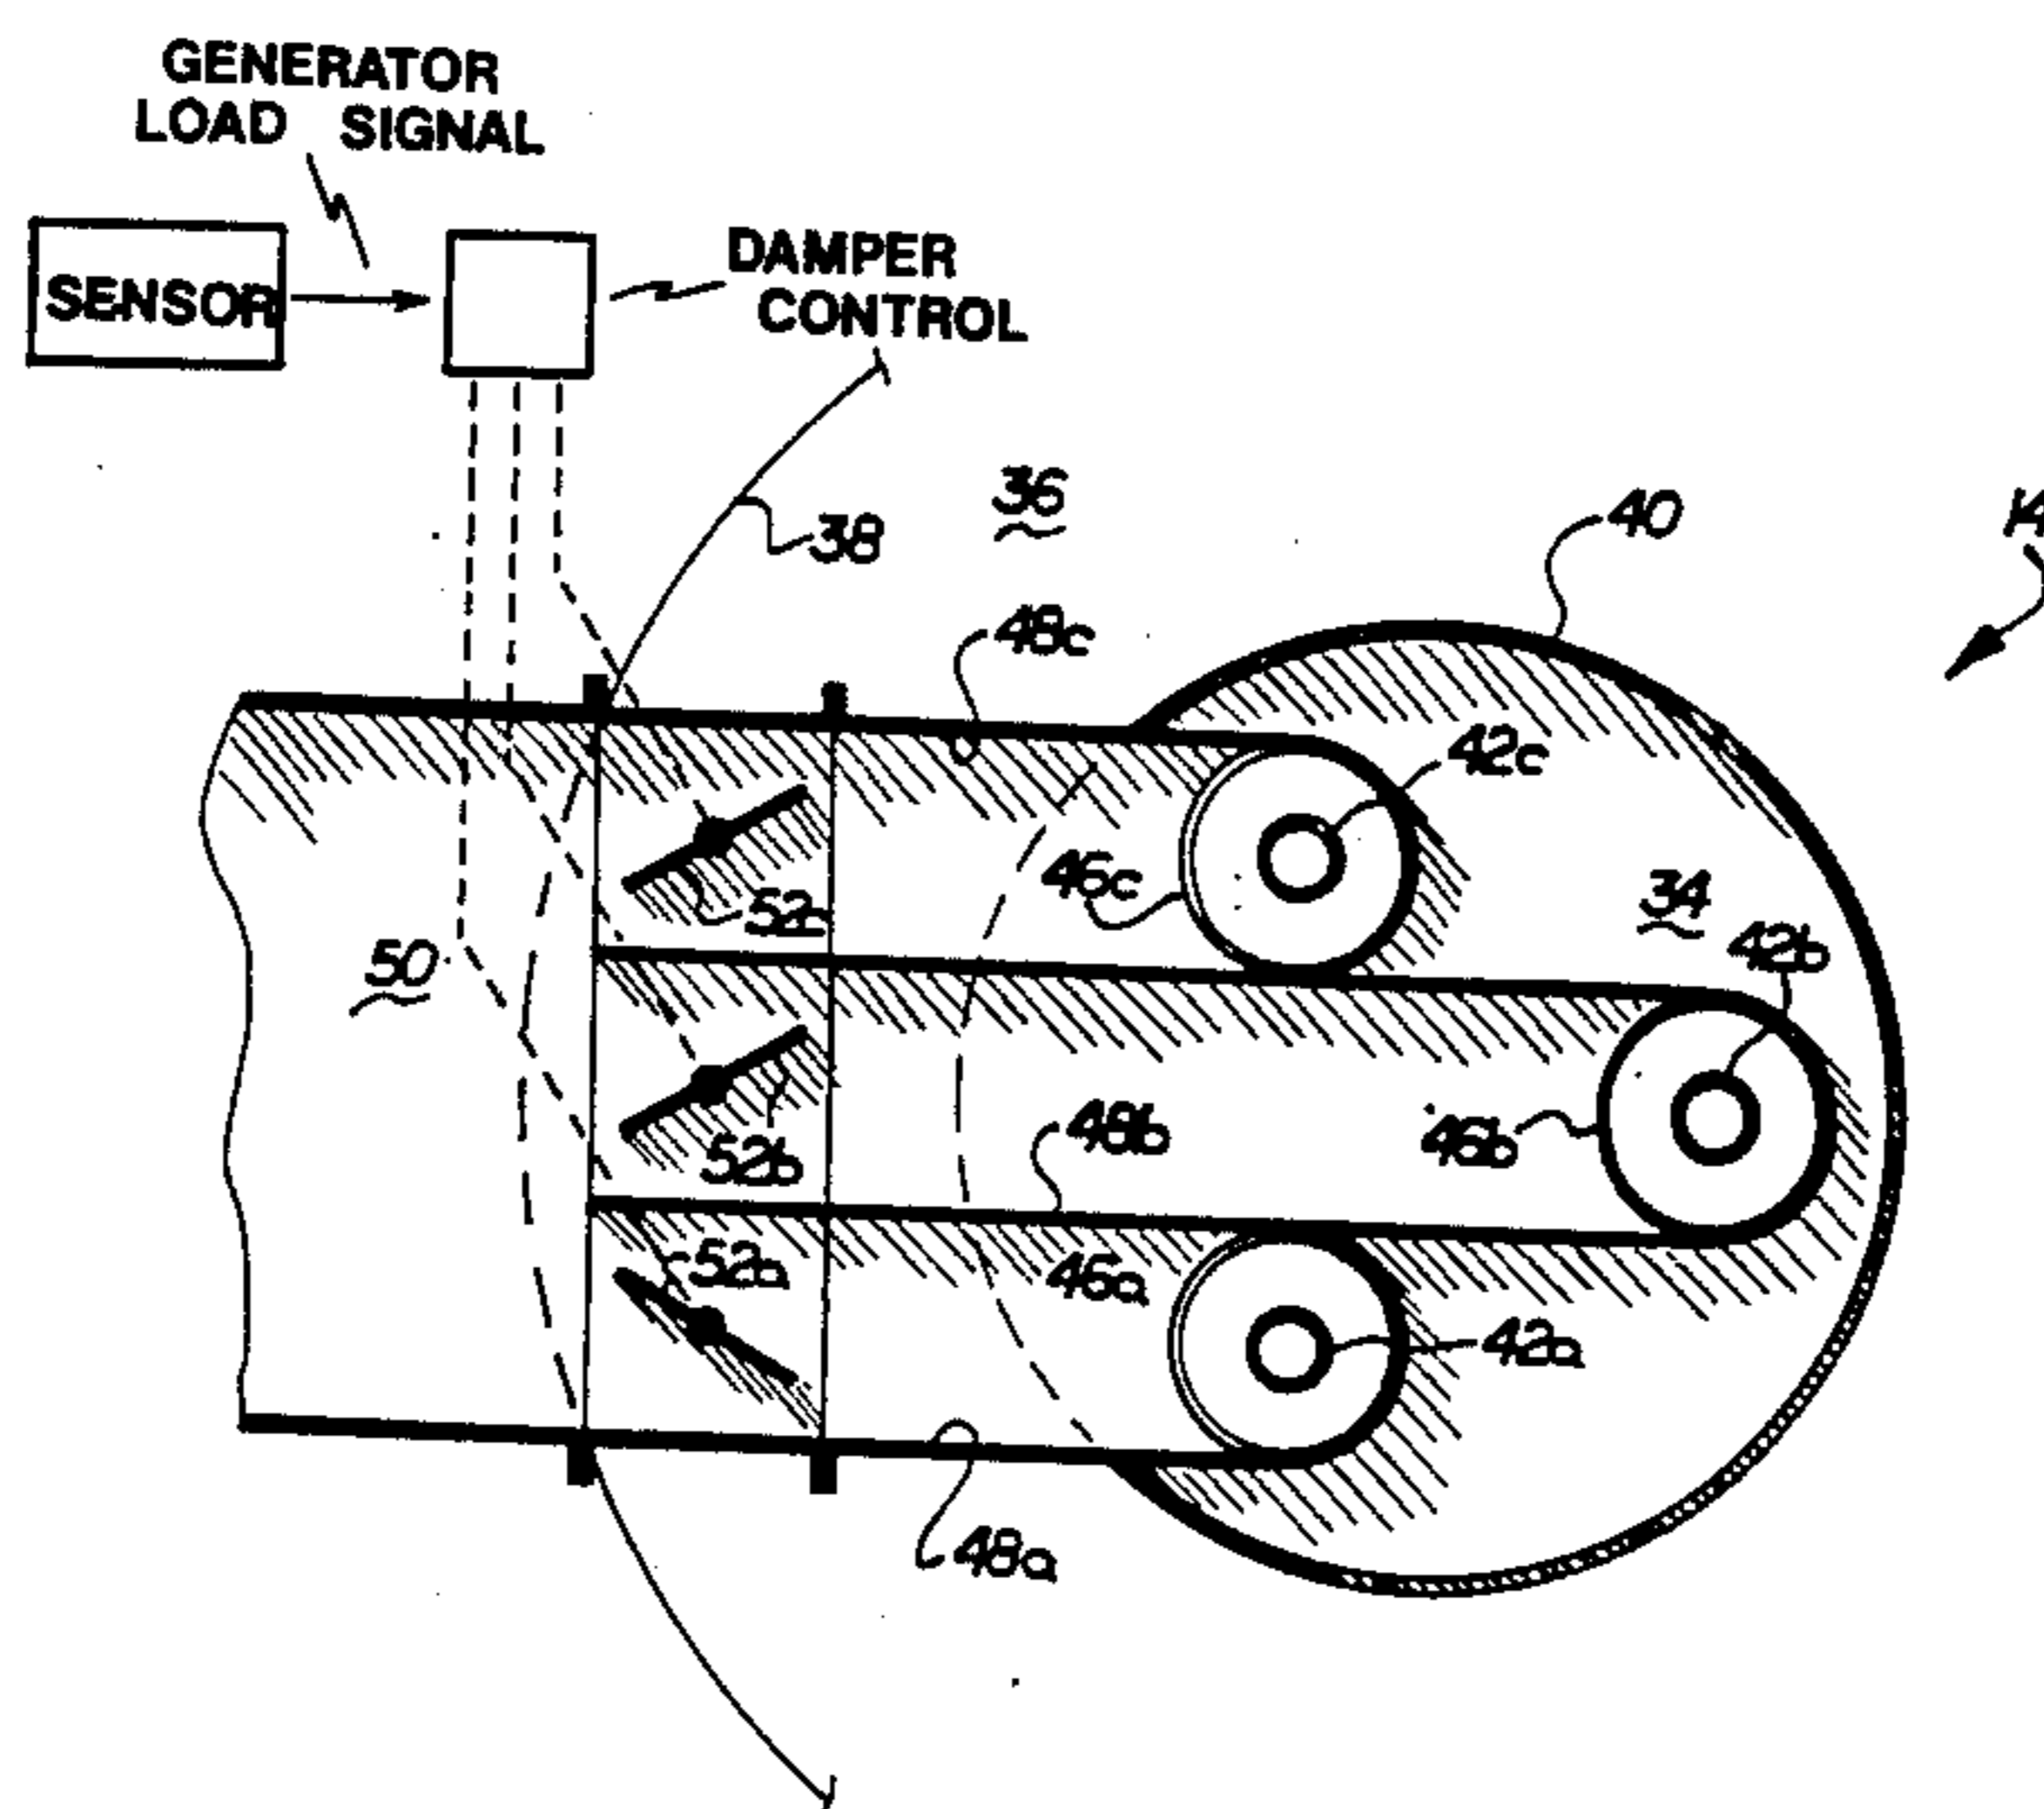 GENERATOR
LOAD SIGNAL
SENSOR
DAMPER
CONTROL
36
38
40
14
48c
42c
46c
34
42b
52c
50
48b
46b
52b
52a
46a
42a
48a